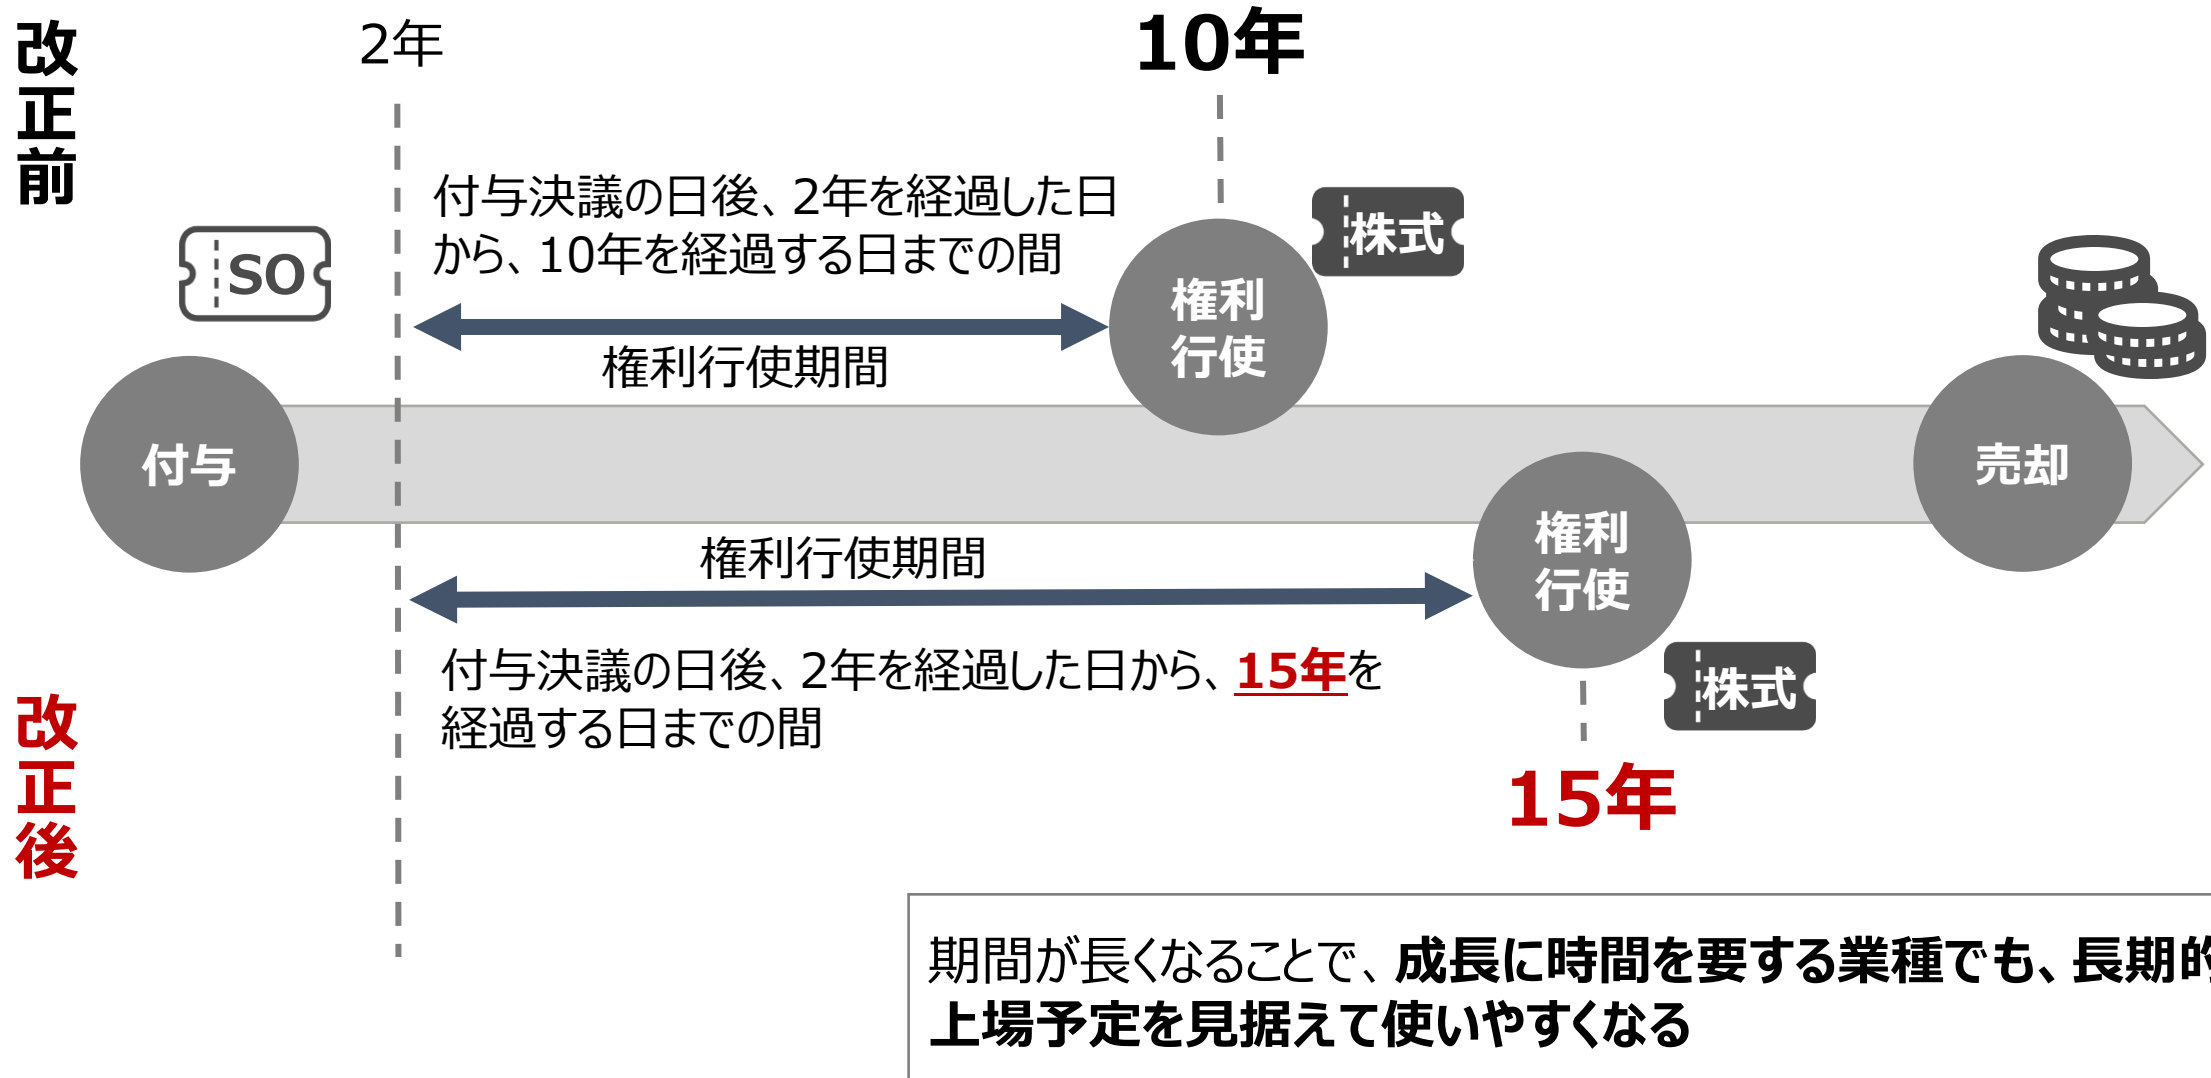 改正前
2年
10年
付与決議の日後、2年を経過した日
から、10年を経過する日までの間
SO
株式
権利
行使
権利行使期間
付与
売却
権利行使期間
権利
行使
付与決議の日後、2年を経過した日から、15年を
経過する日までの間
株式
15年
改正後
期間が長くなることで、成長に時間を要する業種でも、長期的
上場予定を見据えて使いやすくなる